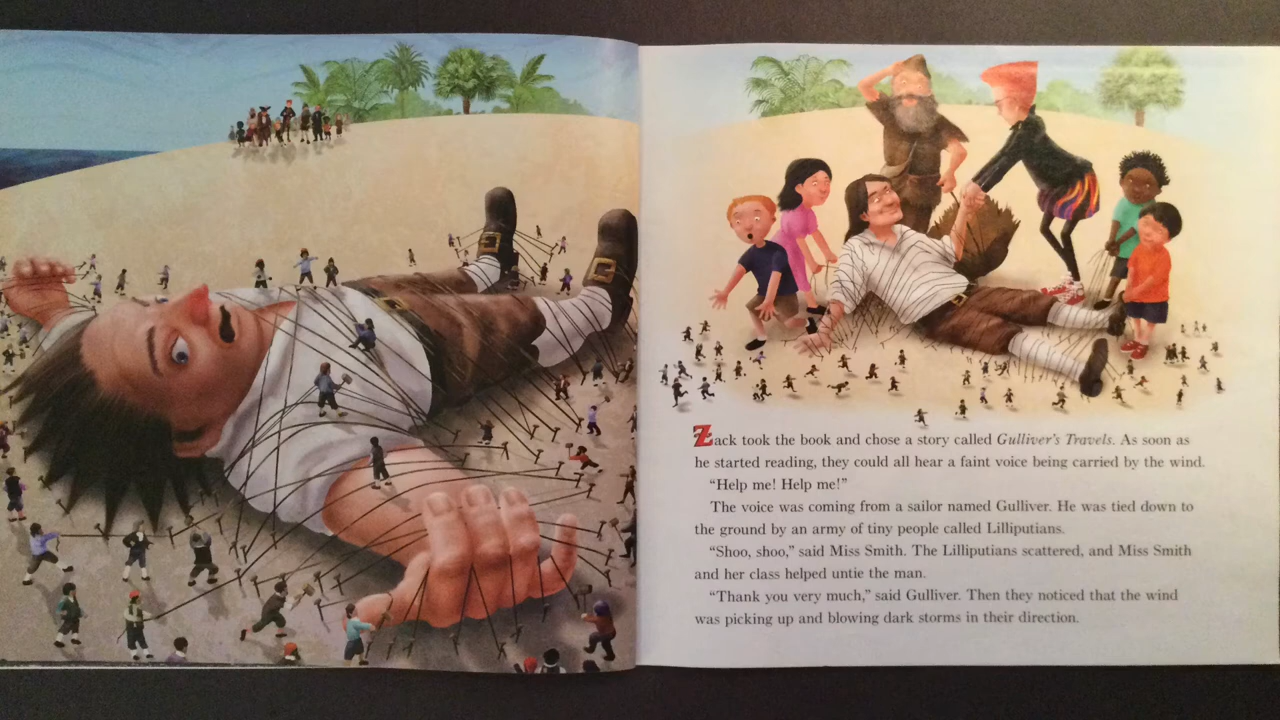 Zack took the book and chose a story called Gulliver's Travels. As soon as
he started reading, they could all hear a faint voice being carried by the wind.
"Help me! Help me!"
The voice was coming from a sailor named Gulliver. He was tied down to
the ground by an army of tiny people called Lilliputians.
"Shoo, shoo," said Miss Smith. The Lilliputians scattered, and Miss Smith
and her class helped untie the man.
"Thank you very much," said Gulliver. Then they noticed that the wind
was picking up and blowing dark storms in their direction.